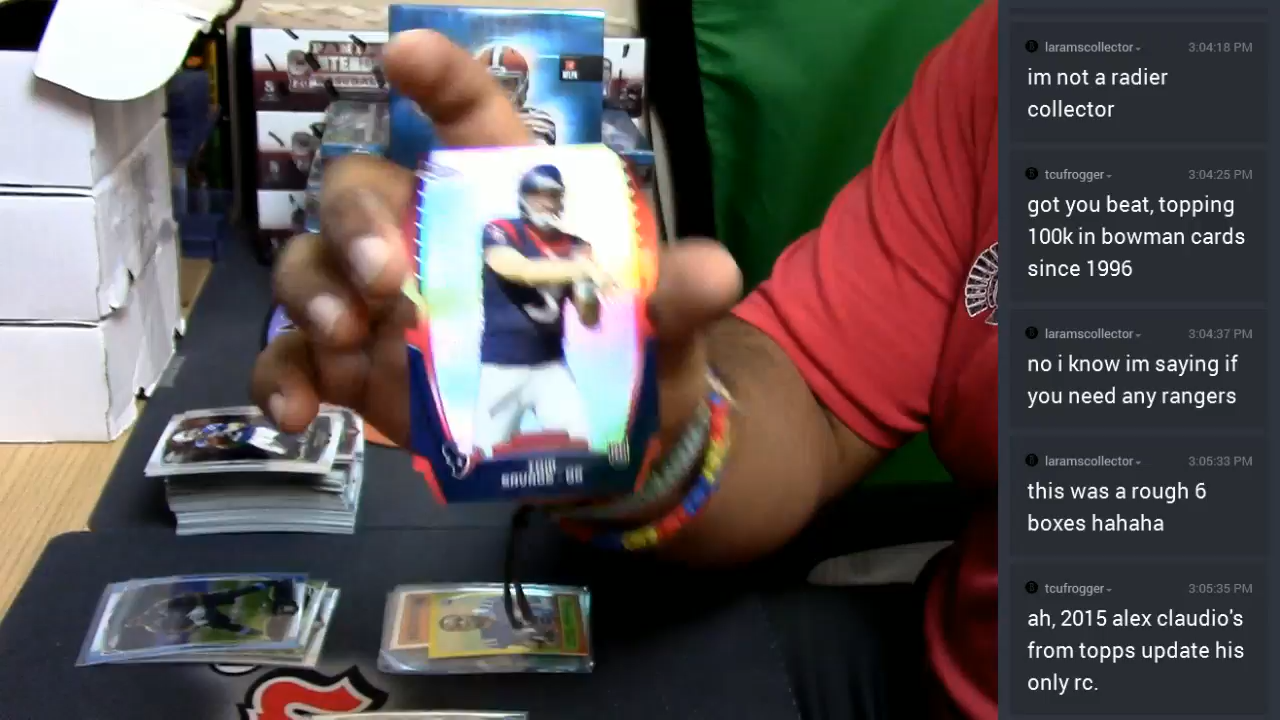 TOM
SAVAGE QB
laramscollector
3:04:18 PM
im not a radier
collector
tcufrogger
3:04:25 PM
got you beat, topping
100k in bowman cards
since 1996
laramscollector
3:04:37 PM
no i know im saying if
you need any rangers
laramscollector
3:05:33 PM
this was a rough 6
boxes hahaha
tcufrogger
3:05:35 PM
ah, 2015 alex claudio's
from topps update his
only rc.